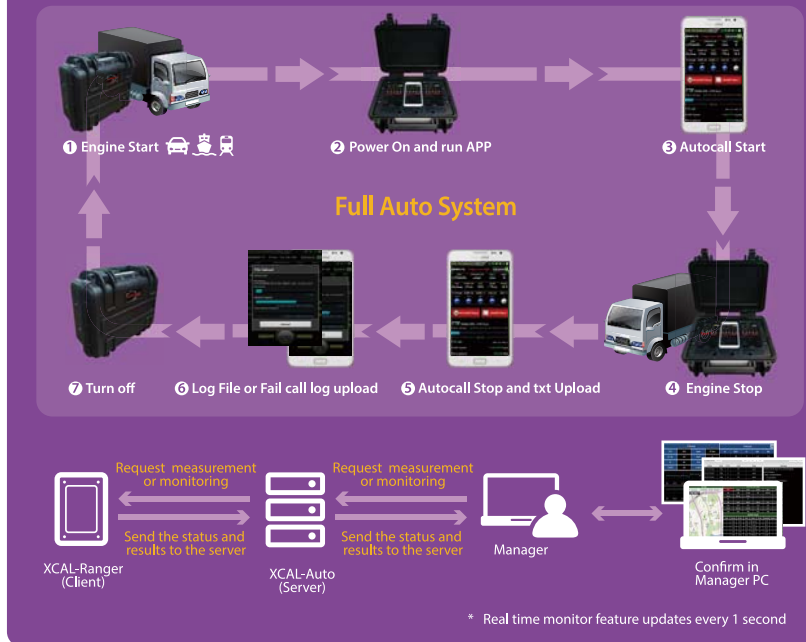 ❶ Engine Start
❷ Power On and run APP
❸ Autocall Start
Full Auto System
❼ Turn off
❻ Log File or Fail call log upload
❺ Autocall Stop and txt Upload
❹ Engine Stop
Request measurement
or monitoring
Request measurement
or monitoring
Send the status and
results to the server
Send the status and
results to the server
XCAL-Ranger
(Client)
XCAL-Auto
(Server)
Manager
Confirm in
Manager PC
* Real time monitor feature updates every 1 second